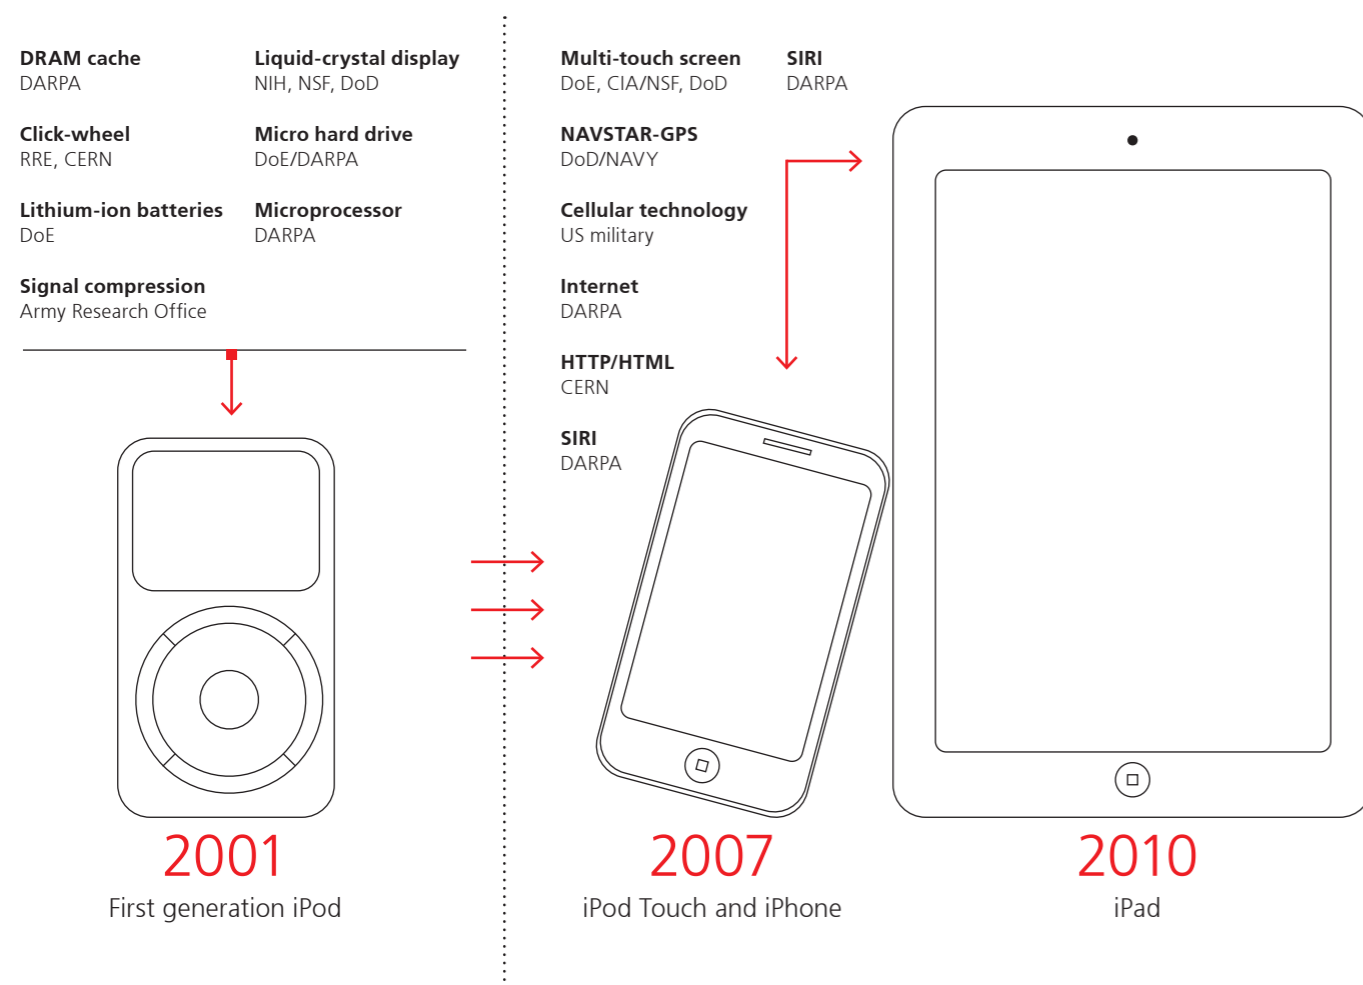 DRAM cache
DARPA
Click-wheel
RRE, CERN
Lithium-ion batteries
DoE
Signal compression
Army Research Office
Liquid-crystal display
NIH, NSF, DoD
Micro hard drive
DoE/DARPA
Microprocessor
DARPA
2001
First generation iPod
Multi-touch screen
DoE, CIA/NSF, DoD
NAVSTAR-GPS
DoD/NAVY
Cellular technology
US military
Internet
DARPA
HTTP/HTML
CERN
SIRI
DARPA
SIRI
DARPA
2007
iPod Touch and iPhone
2010
iPad